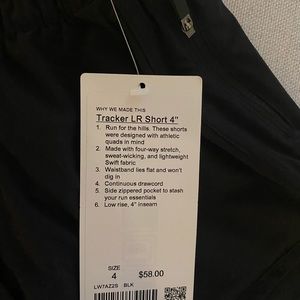 WHY WE MADE THIS
Tracker LR Short 4"
1. Run for the hills. These shorts
were designed with athletic
quads in mind
2. Made with four-way stretch,
sweat-wicking, and lightweight
Swift fabric
3. Waistband lies flat and won't
dig in
4. Continuous drawcord
5. Side zippered pocket to stash
your run essentials
6. Low rise, 4" inseam
SIZE
4 $58.00
LW7AZ2S BLK